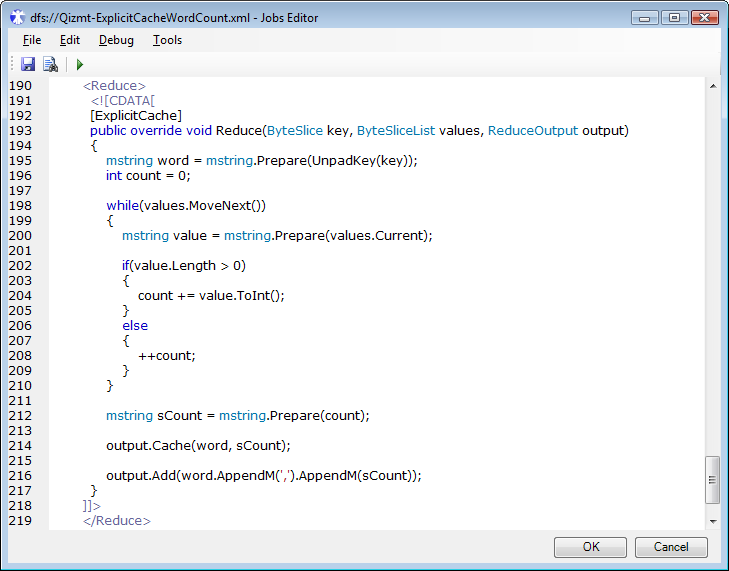 dfs://Qizmt-ExplicitCacheWordCount.xml - Jobs Editor
File Edit Debug Tools
190 <Reduce>
191 <![CDATA[
192 [ExplicitCache]
193 public override void Reduce(ByteSlice key, ByteSliceList values, ReduceOutput output)
194 {
195 mstring word = mstring.Prepare(UnpadKey(key));
196 int count = 0;
197
198 while(values.MoveNext())
199 {
200 mstring value = mstring.Prepare(values.Current);
201
202 if(value.Length > 0)
203 {
204 count += value.ToInt();
205 }
206 else
207 {
208 ++count;
209 }
210 }
211
212 mstring sCount = mstring.Prepare(count);
213
214 output.Cache(word, sCount);
215
216 output.Add(word.AppendM(',').AppendM(sCount));
217 }
218 ]]>
219 </Reduce>
OK Cancel